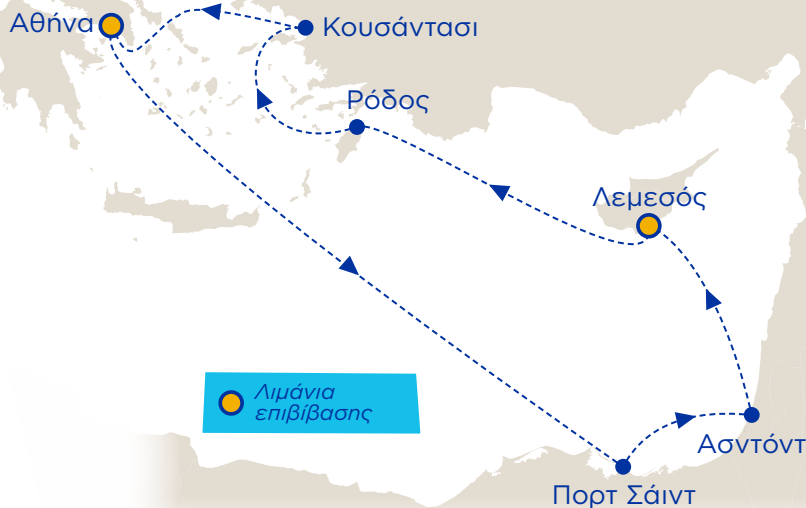 Αθήνα
Κουσάντασι
Ρόδος
Λεμεσός
Λιμάνια
επιβίβασης
Ασντόντ
Πορτ Σάιντ